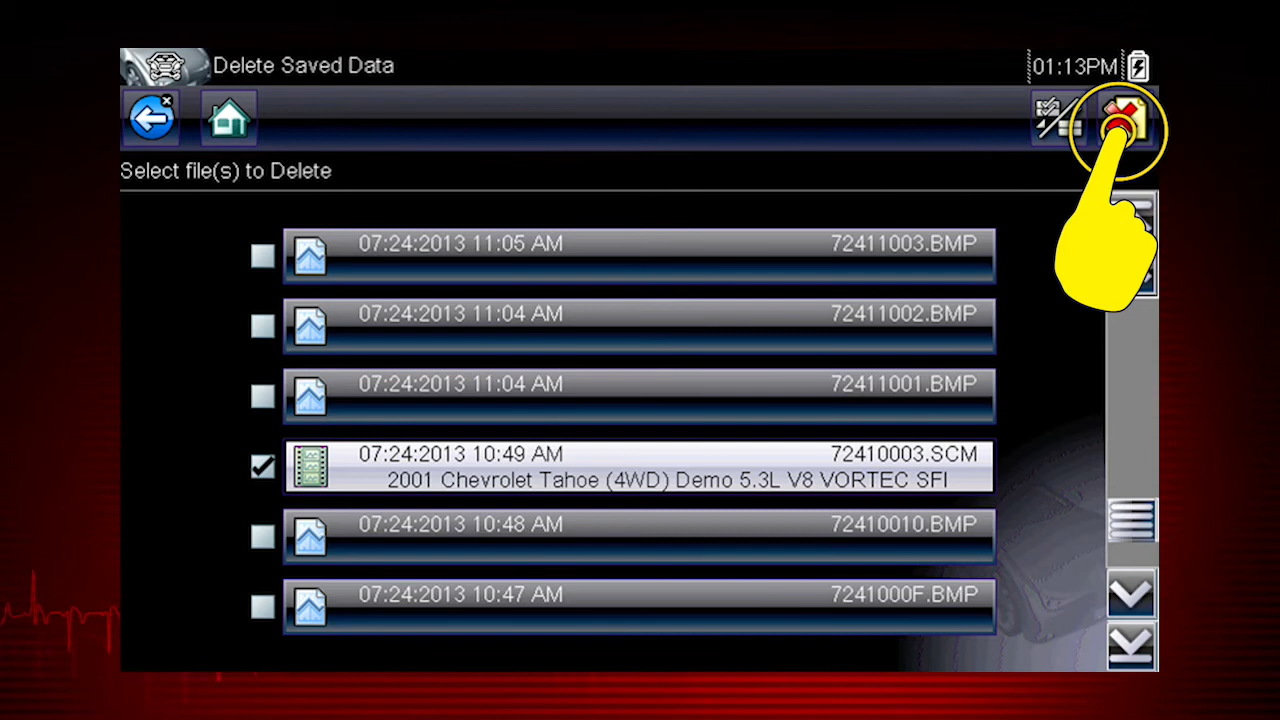 Delete Saved Data
01:13PM
Select file(s) to Delete
07:24:2013 11:05 AM 72411003.BMP
07:24:2013 11:04 AM 72411002.BMP
07:24:2013 11:04 AM 72411001.BMP
07:24:2013 10:49 AM 72410003.SCM
2001 Chevrolet Tahoe (4WD) Demo 5.3L V8 VORTEC SFI
07:24:2013 10:48 AM 72410010.BMP
07:24:2013 10:47 AM 7241000F.BMP